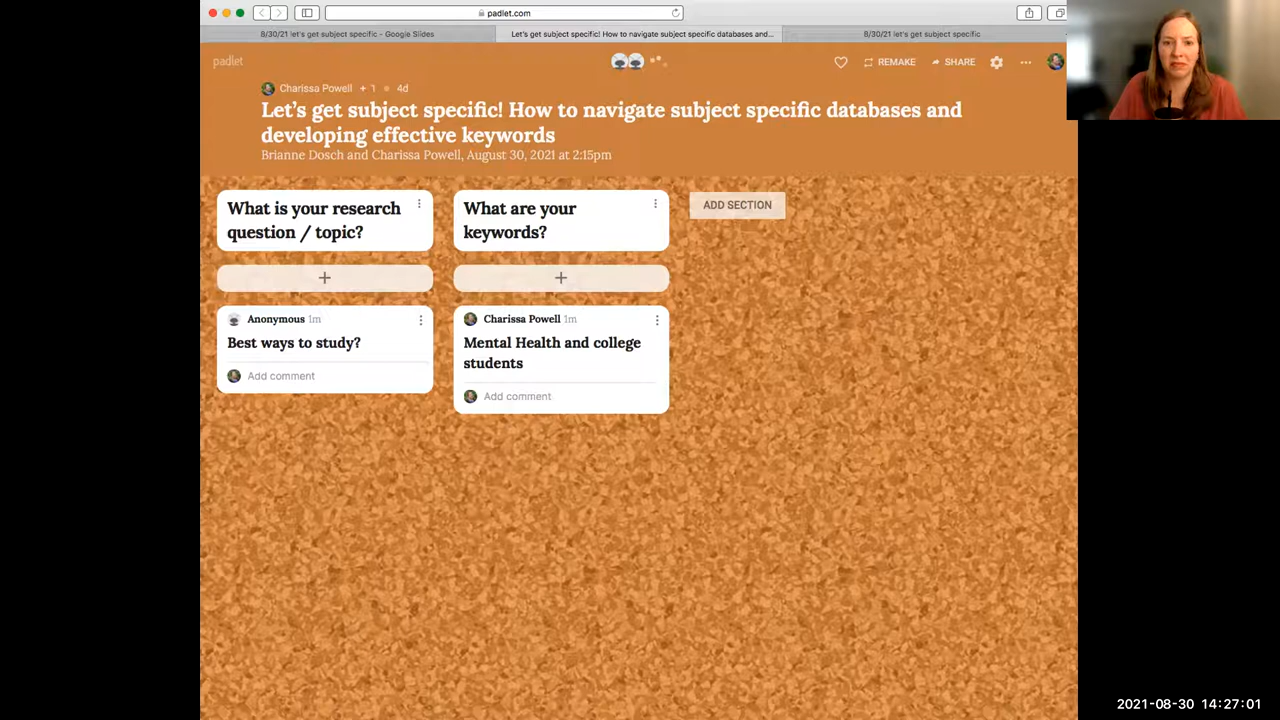 padlet.com
8/30/21 let's get subject specific - Google Slides
Let's get subject specific! How to navigate subject specific databases and...
8/30/21 let's get subject specific
padlet
REMAKE
SHARE
Charissa Powell + 1 4d
Let's get subject specific! How to navigate subject specific databases and
developing effective keywords
Brianne Dosch and Charissa Powell, August 30, 2021 at 2:15pm
What is your research
question / topic?
+
Anonymous 1m
Best ways to study?
Add comment
What are your
keywords?
+
Charissa Powell 1m
Mental Health and college
students
Add comment
ADD SECTION
2021-08-30 14:27:01